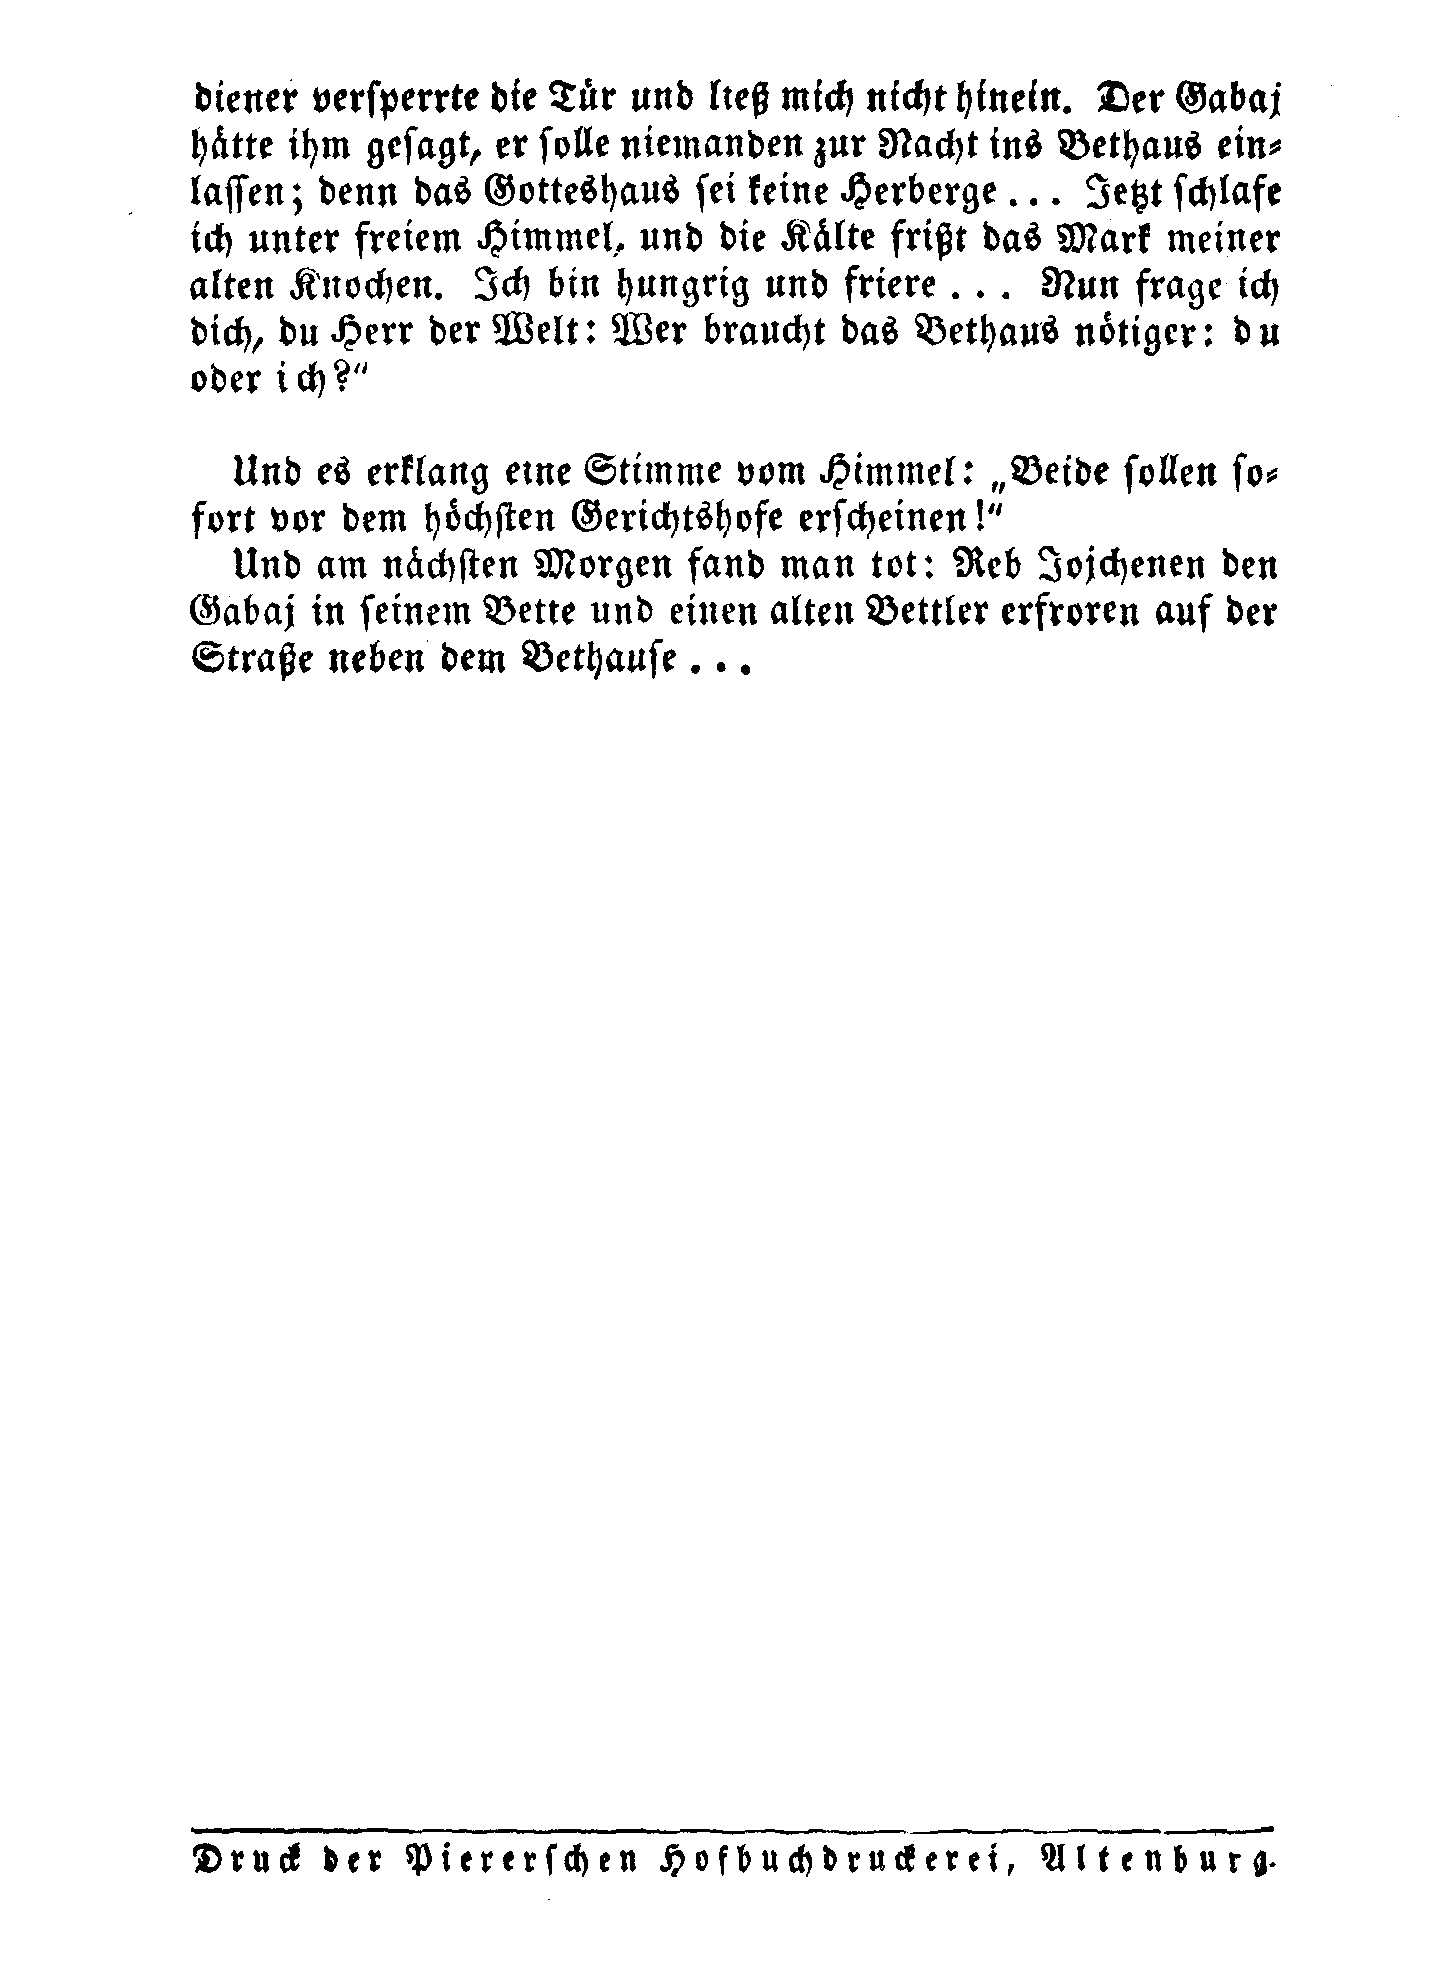 diener versperrte die Tür und ließ mich nicht hinein. Der Gabaj
hätte ihm gesagt, er solle niemanden zur Nacht ins Bethaus ein-
lassen; denn das Gotteshaus sei keine Herberge ... Jetzt schlafe
ich unter freiem Himmel, und die Kälte frißt das Mark meiner
alten Knochen. Ich bin hungrig und friere ... Nun frage ich
dich, du Herr der Welt: Wer braucht das Bethaus nötiger: du
oder ich?“
Und es erklang eine Stimme vom Himmel: „Beide sollen so-
fort vor dem höchsten Gerichtshofe erscheinen!“
Und am nächsten Morgen fand man tot: Reb Jojchenen den
Gabaj in seinem Bette und einen alten Bettler erfroren auf der
Straße neben dem Bethause ...
Druck der Piererschen Hofbuchdruckerei, Altenburg.